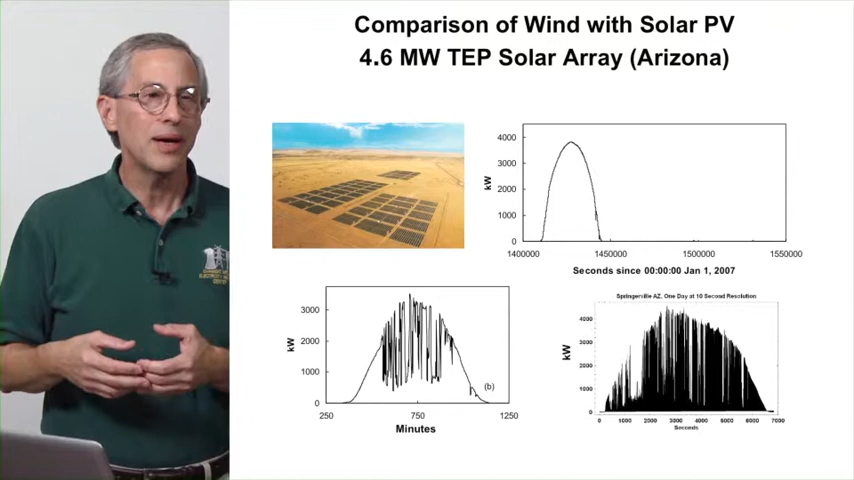 Comparison of Wind with Solar PV
4.6 MW TEP Solar Array (Arizona)
4000
3000
2000
1000
0
kW
1400000 1450000 1500000 1550000
Seconds since 00:00:00 Jan 1, 2007
3000
2000
1000
0
kW
(b)
250 750 1250
Minutes
Springerville AZ, One Day at 10 Second Resolution
4000
3000
2000
1000
0
kW
0 1000 2000 3000 4000 5000 6000 7000
Seconds